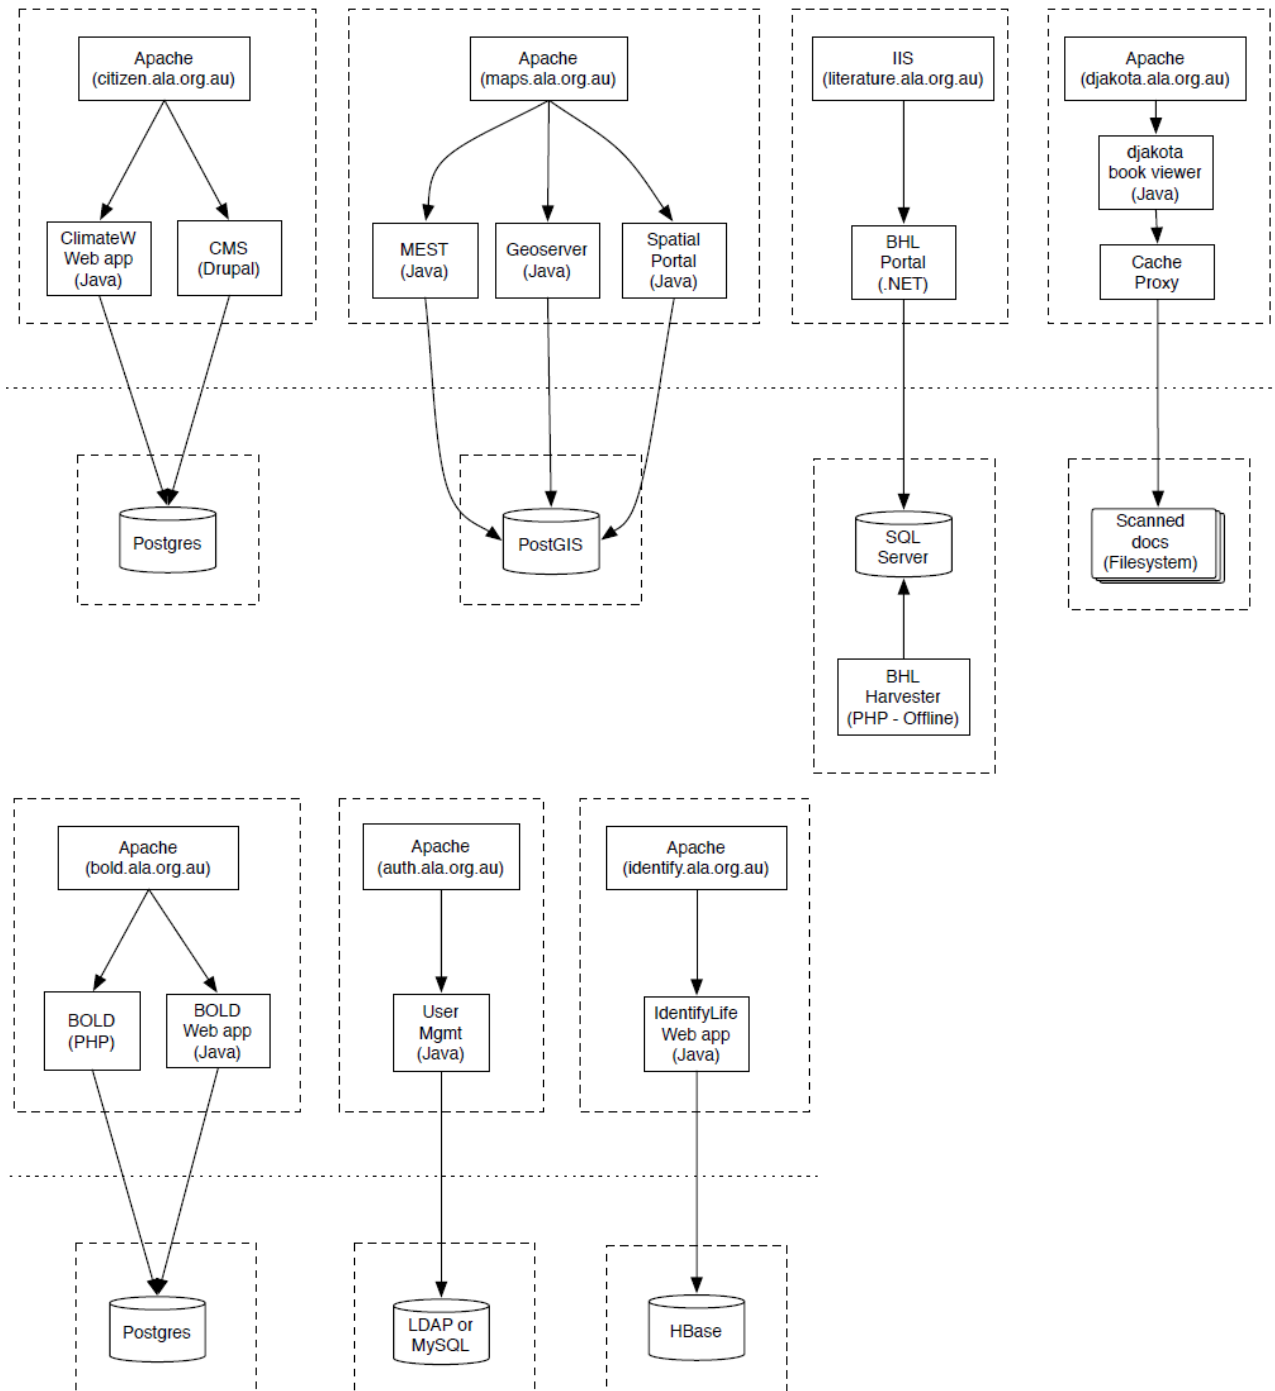 Apache
(citizen.ala.org.au)
Apache
(maps.ala.org.au)
IIS
(literature.ala.org.au)
Apache
(djakota.ala.org.au)
djakota
book viewer
(Java)
ClimateW
Web app
(Java)
CMS
(Drupal)
MEST
(Java)
Geoserver
(Java)
Spatial
Portal
(Java)
BHL
Portal
(.NET)
Cache
Proxy
Postgres
PostGIS
SQL
Server
Scanned
docs
(Filesystem)
BHL
Harvester
(PHP - Offline)
Apache
(bold.ala.org.au)
Apache
(auth.ala.org.au)
Apache
(identify.ala.org.au)
BOLD
(PHP)
BOLD
Web app
(Java)
User
Mgmt
(Java)
IdentifyLife
Web app
(Java)
Postgres
LDAP or
MySQL
HBase